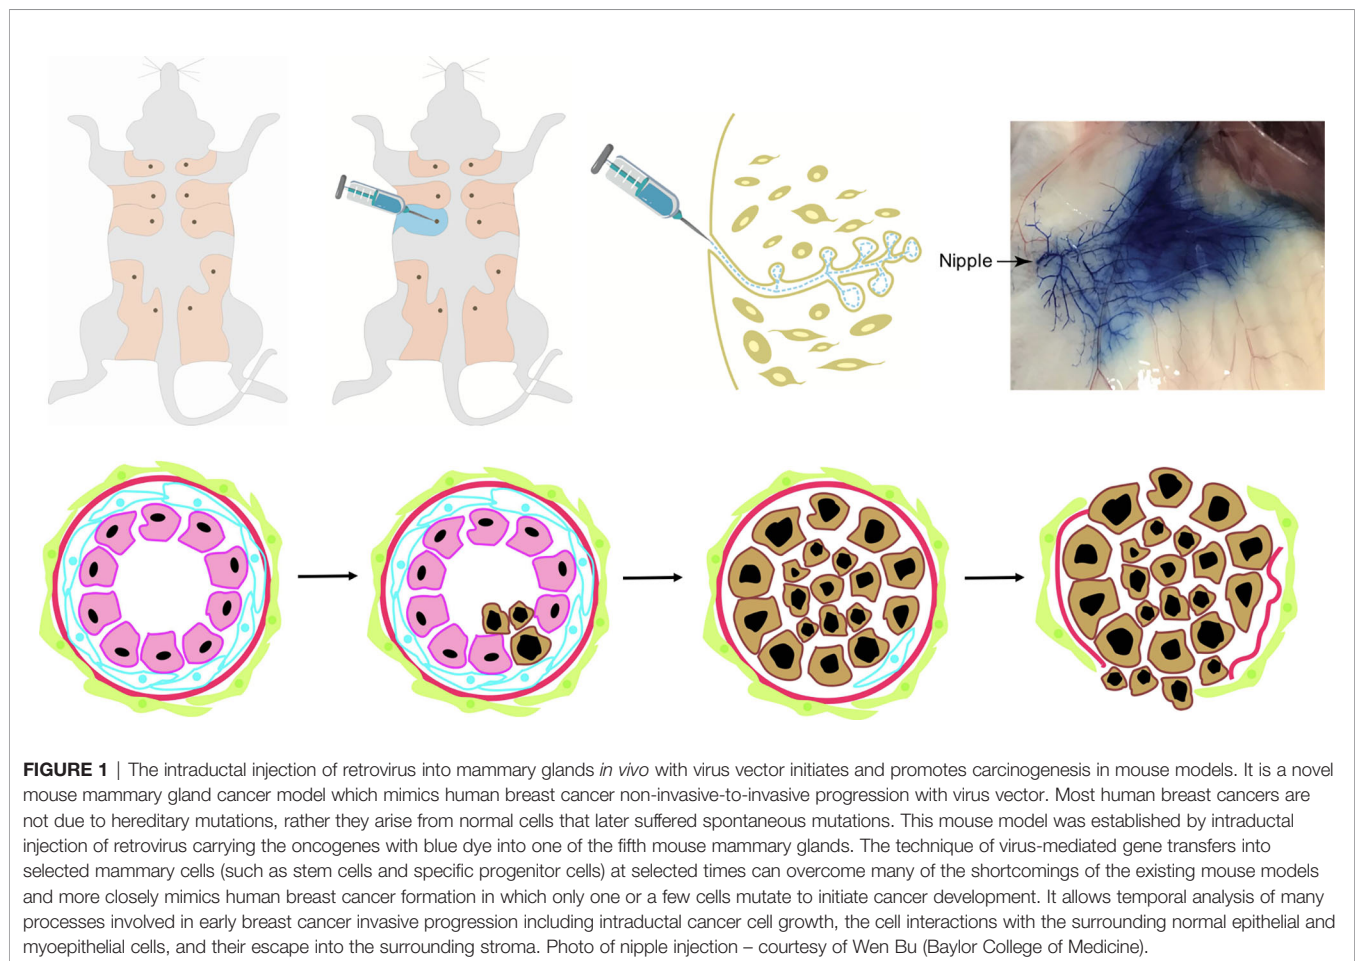 Nipple
FIGURE 1 | The intraductal injection of retrovirus into mammary glands in vivo with virus vector initiates and promotes carcinogenesis in mouse models. It is a novel
mouse mammary gland cancer model which mimics human breast cancer non-invasive-to-invasive progression with virus vector. Most human breast cancers are
not due to hereditary mutations, rather they arise from normal cells that later suffered spontaneous mutations. This mouse model was established by intraductal
injection of retrovirus carrying the oncogenes with blue dye into one of the fifth mouse mammary glands. The technique of virus-mediated gene transfers into
selected mammary cells (such as stem cells and specific progenitor cells) at selected times can overcome many of the shortcomings of the existing mouse models
and more closely mimics human breast cancer formation in which only one or a few cells mutate to initiate cancer development. It allows temporal analysis of many
processes involved in early breast cancer invasive progression including intraductal cancer cell growth, the cell interactions with the surrounding normal epithelial and
myoepithelial cells, and their escape into the surrounding stroma. Photo of nipple injection – courtesy of Wen Bu (Baylor College of Medicine).